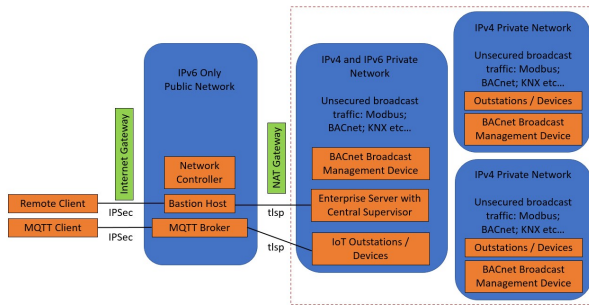 Remote Client
MQTT Client
Internet Gateway
IPSec
IPSec
IPv6 Only
Public Network
Network
Controller
Bastion Host
MQTT Broker
NAT Gateway
tlsp
tlsp
IPv4 and IPv6 Private
Network
Unsecured broadcast
traffic: Modbus;
BACnet; KNX etc...
BACnet Broadcast
Management Device
Enterprise Server with
Central Supervisor
IoT Outstations /
Devices
IPv4 Private Network
Unsecured broadcast
traffic: Modbus;
BACnet; KNX etc...
Outstations / Devices
BACnet Broadcast
Management Device
IPv4 Private Network
Unsecured broadcast
traffic: Modbus;
BACnet; KNX etc...
Outstations / Devices
BACnet Broadcast
Management Device